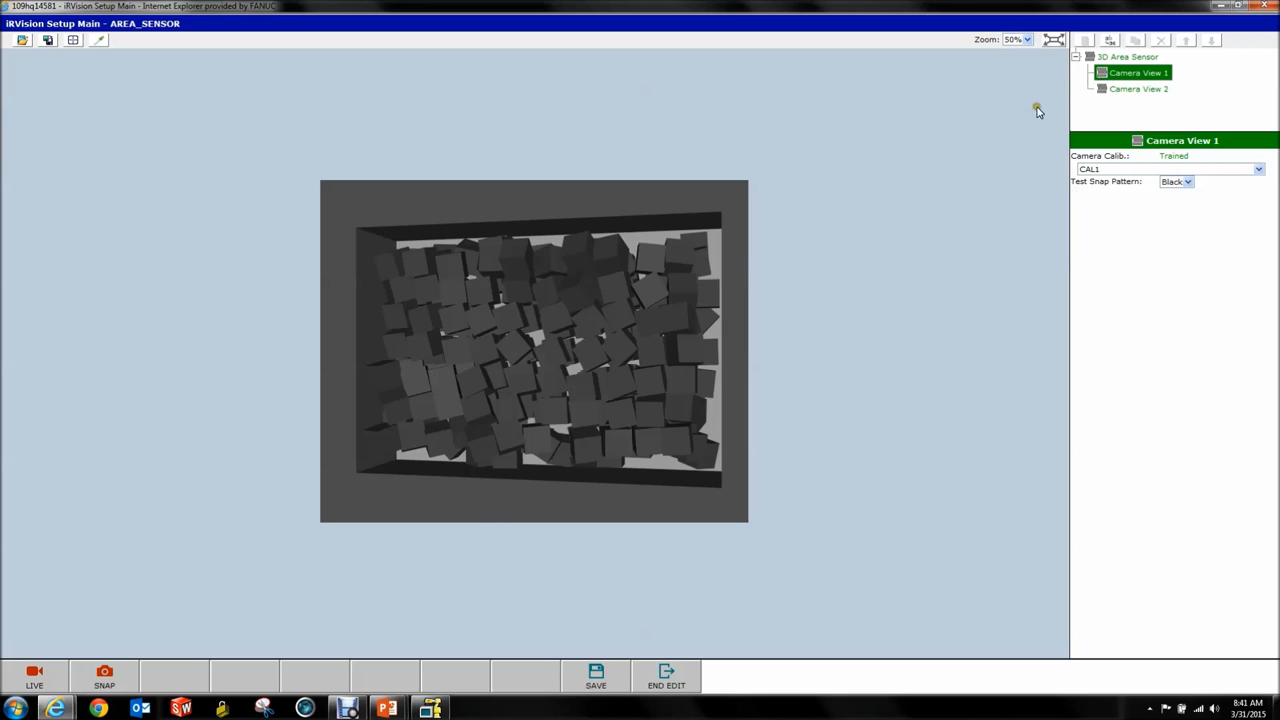 109hq14581 - iRVision Setup Main - Internet Explorer provided by FANUC
iRVision Setup Main - AREA_SENSOR
Zoom: 50%
3D Area Sensor
Camera View 1
Camera View 2
Camera View 1
Camera Calib.: Trained
CAL1
Test Snap Pattern: Black
LIVE
SNAP
SAVE
END EDIT
8:41 AM
3/31/2015